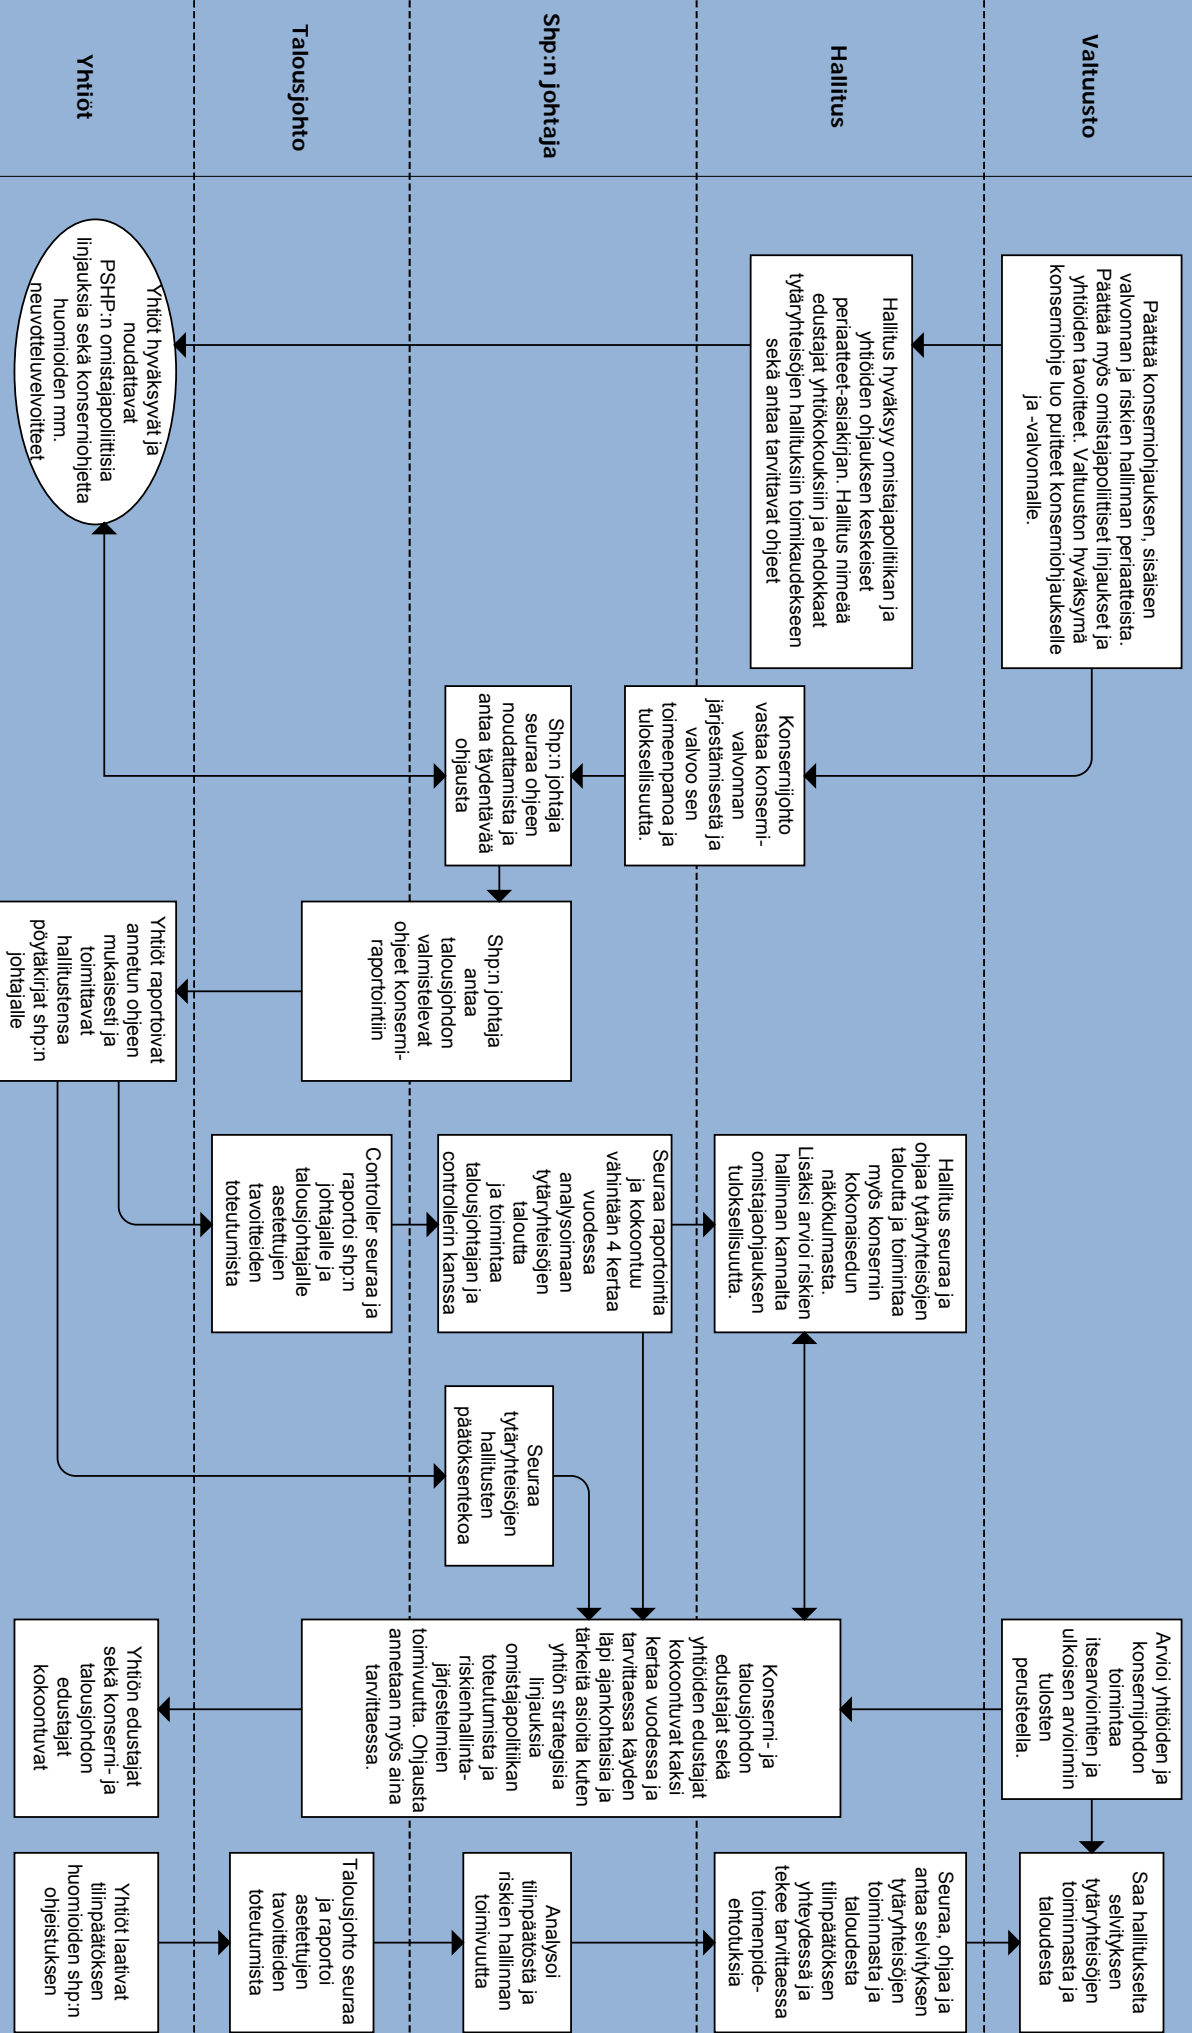 Valtuusto
Hallitus
Shp:n johtaja
Talousjohto
Yhtiöt
Päättää konserniohjauksen, sisäisen
valvonnan ja riskien hallinnan periaatteista.
Päättää myös omistajapoliittiset linjaukset ja
yhtiöiden tavoitteet. Valtuuston hyväksymä
konserniohje luo puitteet konserniohjaukselle
ja -valvonnalle.
Hallitus hyväksyy omistajapolitiikan ja
yhtiöiden ohjauksen keskeiset
periaatteet-asiakirjan. Hallitus nimeää
edustajat yhtiökokouksiin ja ehdokkaat
tytäryhteisöjen hallituksiin toimikaudekseen
sekä antaa tarvittavat ohjeet
Yhtiöt hyväksyvät ja
noudattavat
PSHP:n omistajapoliittisia
linjauksia sekä konserniohjetta
huomioiden mm.
neuvotteluvelvoitteet
Konsernijohto
vastaa konserni-
valvonnan
järjestämisestä ja
valvoo sen
toimeenpanoa ja
tuloksellisuutta.
Shp:n johtaja
seuraa ohjeen
noudattamista ja
antaa täydentävää
ohjausta
Shp:n johtaja
antaa
talousjohdon
valmistelevat
ohjeet konserni-
raportointiin
Yhtiöt raportoivat
annetun ohjeen
mukaisesti ja
toimittavat
hallitustensa
pöytäkirjat shp:n
johtajalle
Hallitus seuraa ja
ohjaa tytäryhteisöjen
taloutta ja toimintaa
myös konsernin
kokonaisedun
näkökulmasta.
Lisäksi arvioi riskien
hallinnan kannalta
omistajaohjauksen
tuloksellisuutta.
Seuraa raportointia
ja kokoontuu
vähintään 4 kertaa
vuodessa
analysoimaan
tytäryhteisöjen
taloutta
ja toimintaa
talousjohtajan ja
controllerin kanssa
Controller seuraa ja
raportoi shp:n
johtajalle ja
talousjohtajalle
asetettujen
tavoitteiden
toteutumista
Seuraa
tytäryhteisöjen
hallitusten
päätöksentekoa
Arvioi yhtiöiden ja
konsernijohdon
toimintaa
itsearviointien ja
ulkoisen arvioinnin
tulosten
perusteella.
Konserni- ja
talousjohdon
edustajat sekä
yhtiöiden edustajat
kokoontuvat kaksi
kertaa vuodessa ja
tarvittaessa käyden
läpi ajankohtaisia ja
tärkeitä asioita kuten
yhtiön strategisia
linjauksia
omistajapolitiikan
toteutumista ja
riskienhallinta-
järjestelmien
toimivuutta. Ohjausta
annetaan myös aina
tarvittaessa.
Yhtiön edustajat
sekä konserni- ja
talousjohdon
edustajat
kokoontuvat
Saa hallitukselta
selvityksen
tytäryhteisöjen
toiminnasta ja
taloudesta
Seuraa, ohjaa ja
antaa selvityksen
tytäryhteisöjen
toiminnasta ja
taloudesta
tilinpäätöksen
yhteydessä ja
tekee tarvittaessa
toimenpide-
ehtotuksia
Analysoi
tilinpäätöstä ja
riskien hallinnan
toimivuutta
Talousjohto seuraa
ja raportoi
asetettujen
tavoitteiden
toteutumista
Yhtiöt laativat
tilinpäätöksen
huomioiden shp:n
ohjeistuksen